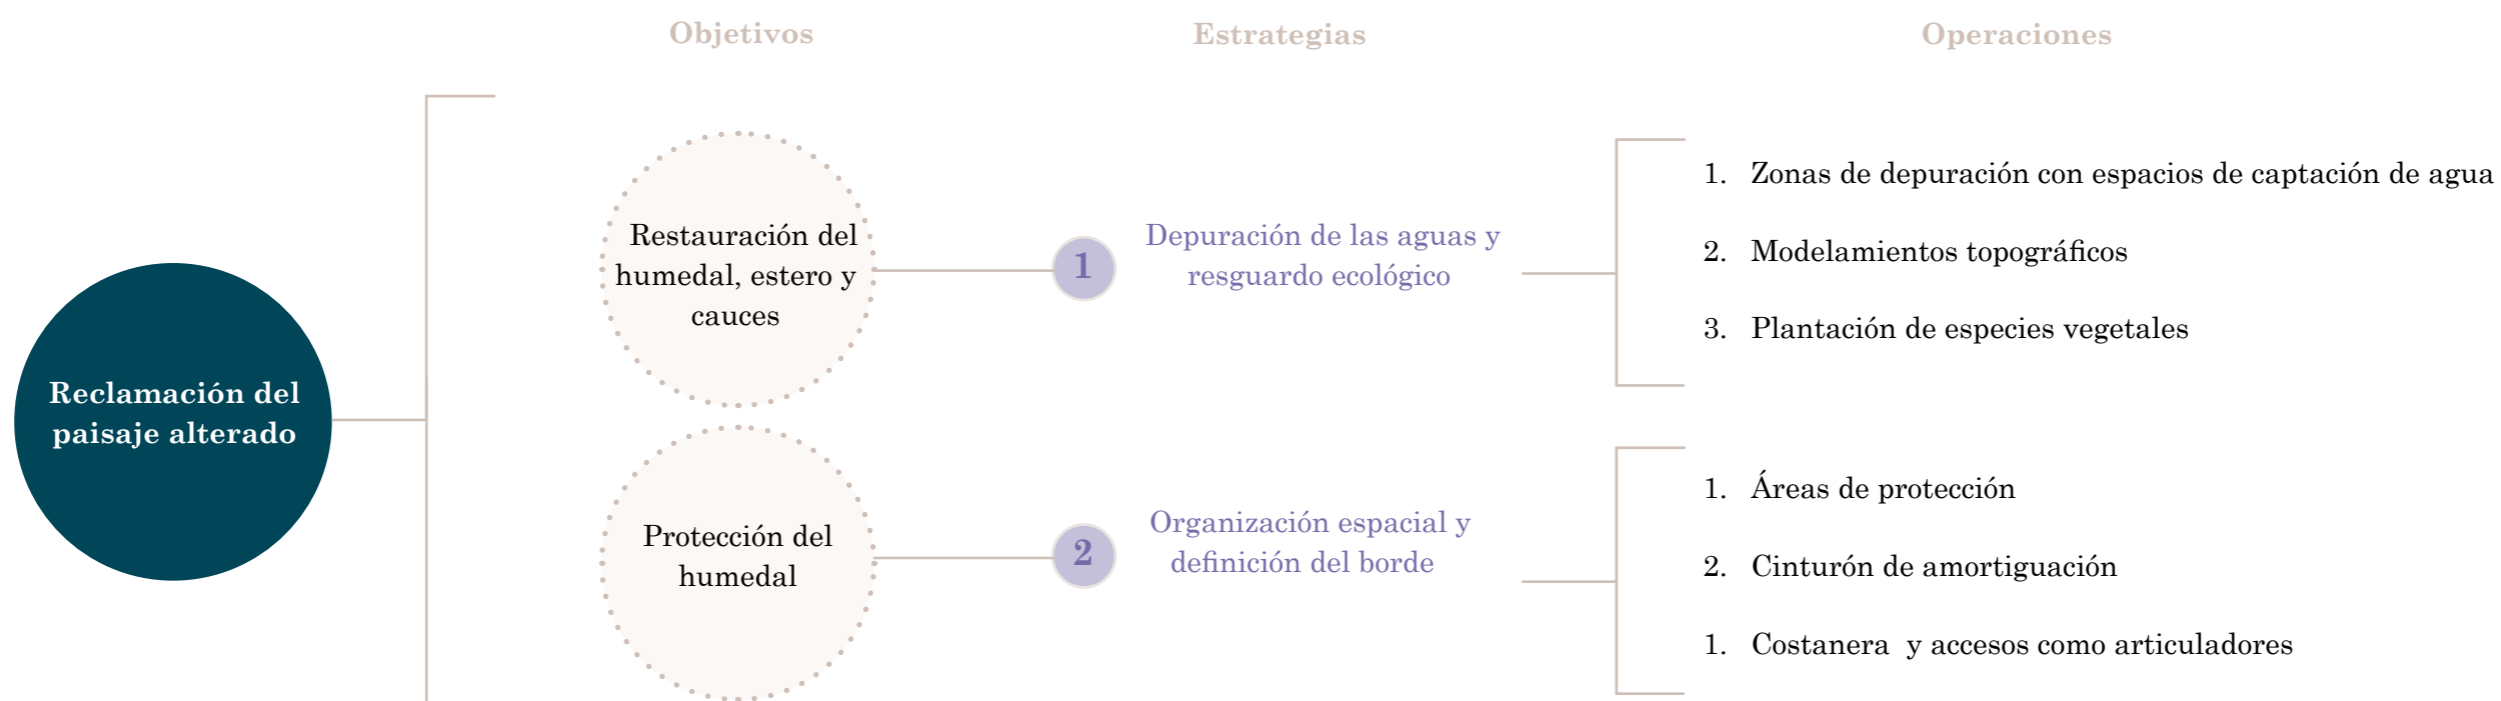 Objetivos
Estrategias
Operaciones
Reclamación del
paisaje alterado
Restauración del
humedal, estero y
cauces
1
Depuración de las aguas y
resguardo ecológico
1. Zonas de depuración con espacios de captación de agua
2. Modelamientos topográficos
3. Plantación de especies vegetales
Protección del
humedal
2
Organización espacial y
definición del borde
1. Áreas de protección
2. Cinturón de amortiguación
1. Costanera y accesos como articuladores